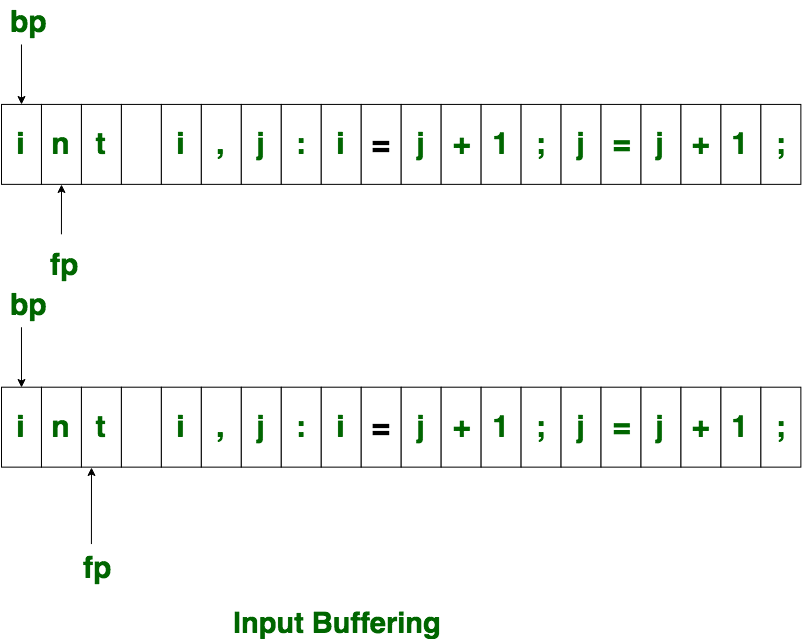 bp
i n t i , j : i = j + 1 ; j = j + 1 ;
fp
bp
i n t i , j : i = j + 1 ; j = j + 1 ;
fp
Input Buffering